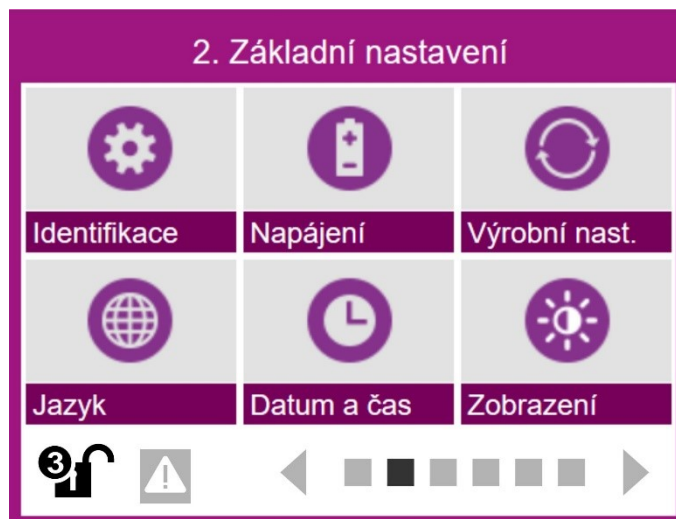 2. Základní nastavení
Identifikace
Napájení
Výrobní nast.
Jazyk
Datum a čas
Zobrazení
3